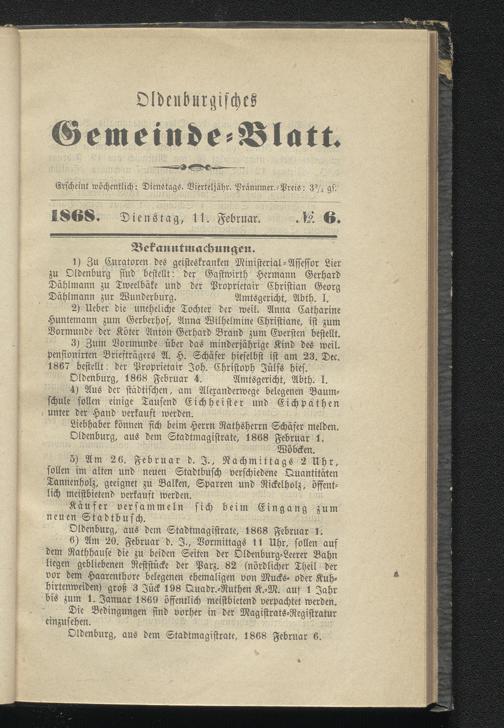 Oldenburgisches
Gemeinde-Blatt.
Erscheint wöchentlich: Dienstags. Vierteljähr. Pränumer.-Preis: 3¾ gs.
1868. Dienstag, 11. Februar. № 6.
Bekanntmachungen.
1) Zu Curatoren des geisteskranken Ministerial-Assessor Lier
zu Oldenburg sind bestellt: der Gastwirth Hermann Gerhard
Dählmann zu Tweelbäke und der Proprietair Christian Georg
Dählmann zur Wunderburg. Amtsgericht, Abth. I.
2) Ueber die uneheliche Tochter der weil. Anna Catharine
Huntemann zum Gerberhof, Anna Wilhelmine Christiane, ist zum
Vormunde der Köter Anton Gerhard Brand zum Eversten bestellt.
3) Zum Vormunde über das minderjährige Kind des weil.
pensionirten Briefträgers A. H. Schäfer hieselbst ist am 23. Dec.
1867 bestellt: der Proprietair Joh. Christoph Jülfs hies.
Oldenburg, 1868 Februar 4. Amtsgericht, Abth. I.
4) Aus der städtischen, am Alexanderwege belegenen Baum-
schule sollen einige Tausend Eichheister und Eichpathen
unter der Hand verkauft werden.
Liebhaber können sich beim Herrn Rathsherrn Schäfer melden.
Oldenburg, aus dem Stadtmagistrate, 1868 Februar 1.
Wöbcken.
5) Am 26. Februar d. J., Nachmittags 2 Uhr,
sollen im alten und neuen Stadtbusch verschiedene Quantitäten
Tannenholz, geeignet zu Balken, Sparren und Rickelholz, öffent-
lich meistbietend verkauft werden.
Käufer versammeln sich beim Eingang zum
neuen Stadtbusch.
Oldenburg, aus dem Stadtmagistrate, 1868 Februar 1.
6) Am 20. Februar d. J., Vormittags 11 Uhr, sollen auf
dem Rathhause die zu beiden Seiten der Oldenburg-Leerer Bahn
liegen gebliebenen Reststücke der Parz. 82 (nördlicher Theil der
vor dem Haarenthore belegenen ehemaligen von Mucks- oder Kuh-
hirtenweiden) groß 3 Jück 198 Quadr.-Ruthen K.-M. auf 1 Jahr
bis zum 1. Januar 1869 öffentlich meistbietend verpachtet werden.
Die Bedingungen sind vorher in der Magistrats-Registratur
einzusehen.
Oldenburg, aus dem Stadtmagistrate, 1868 Februar 6.